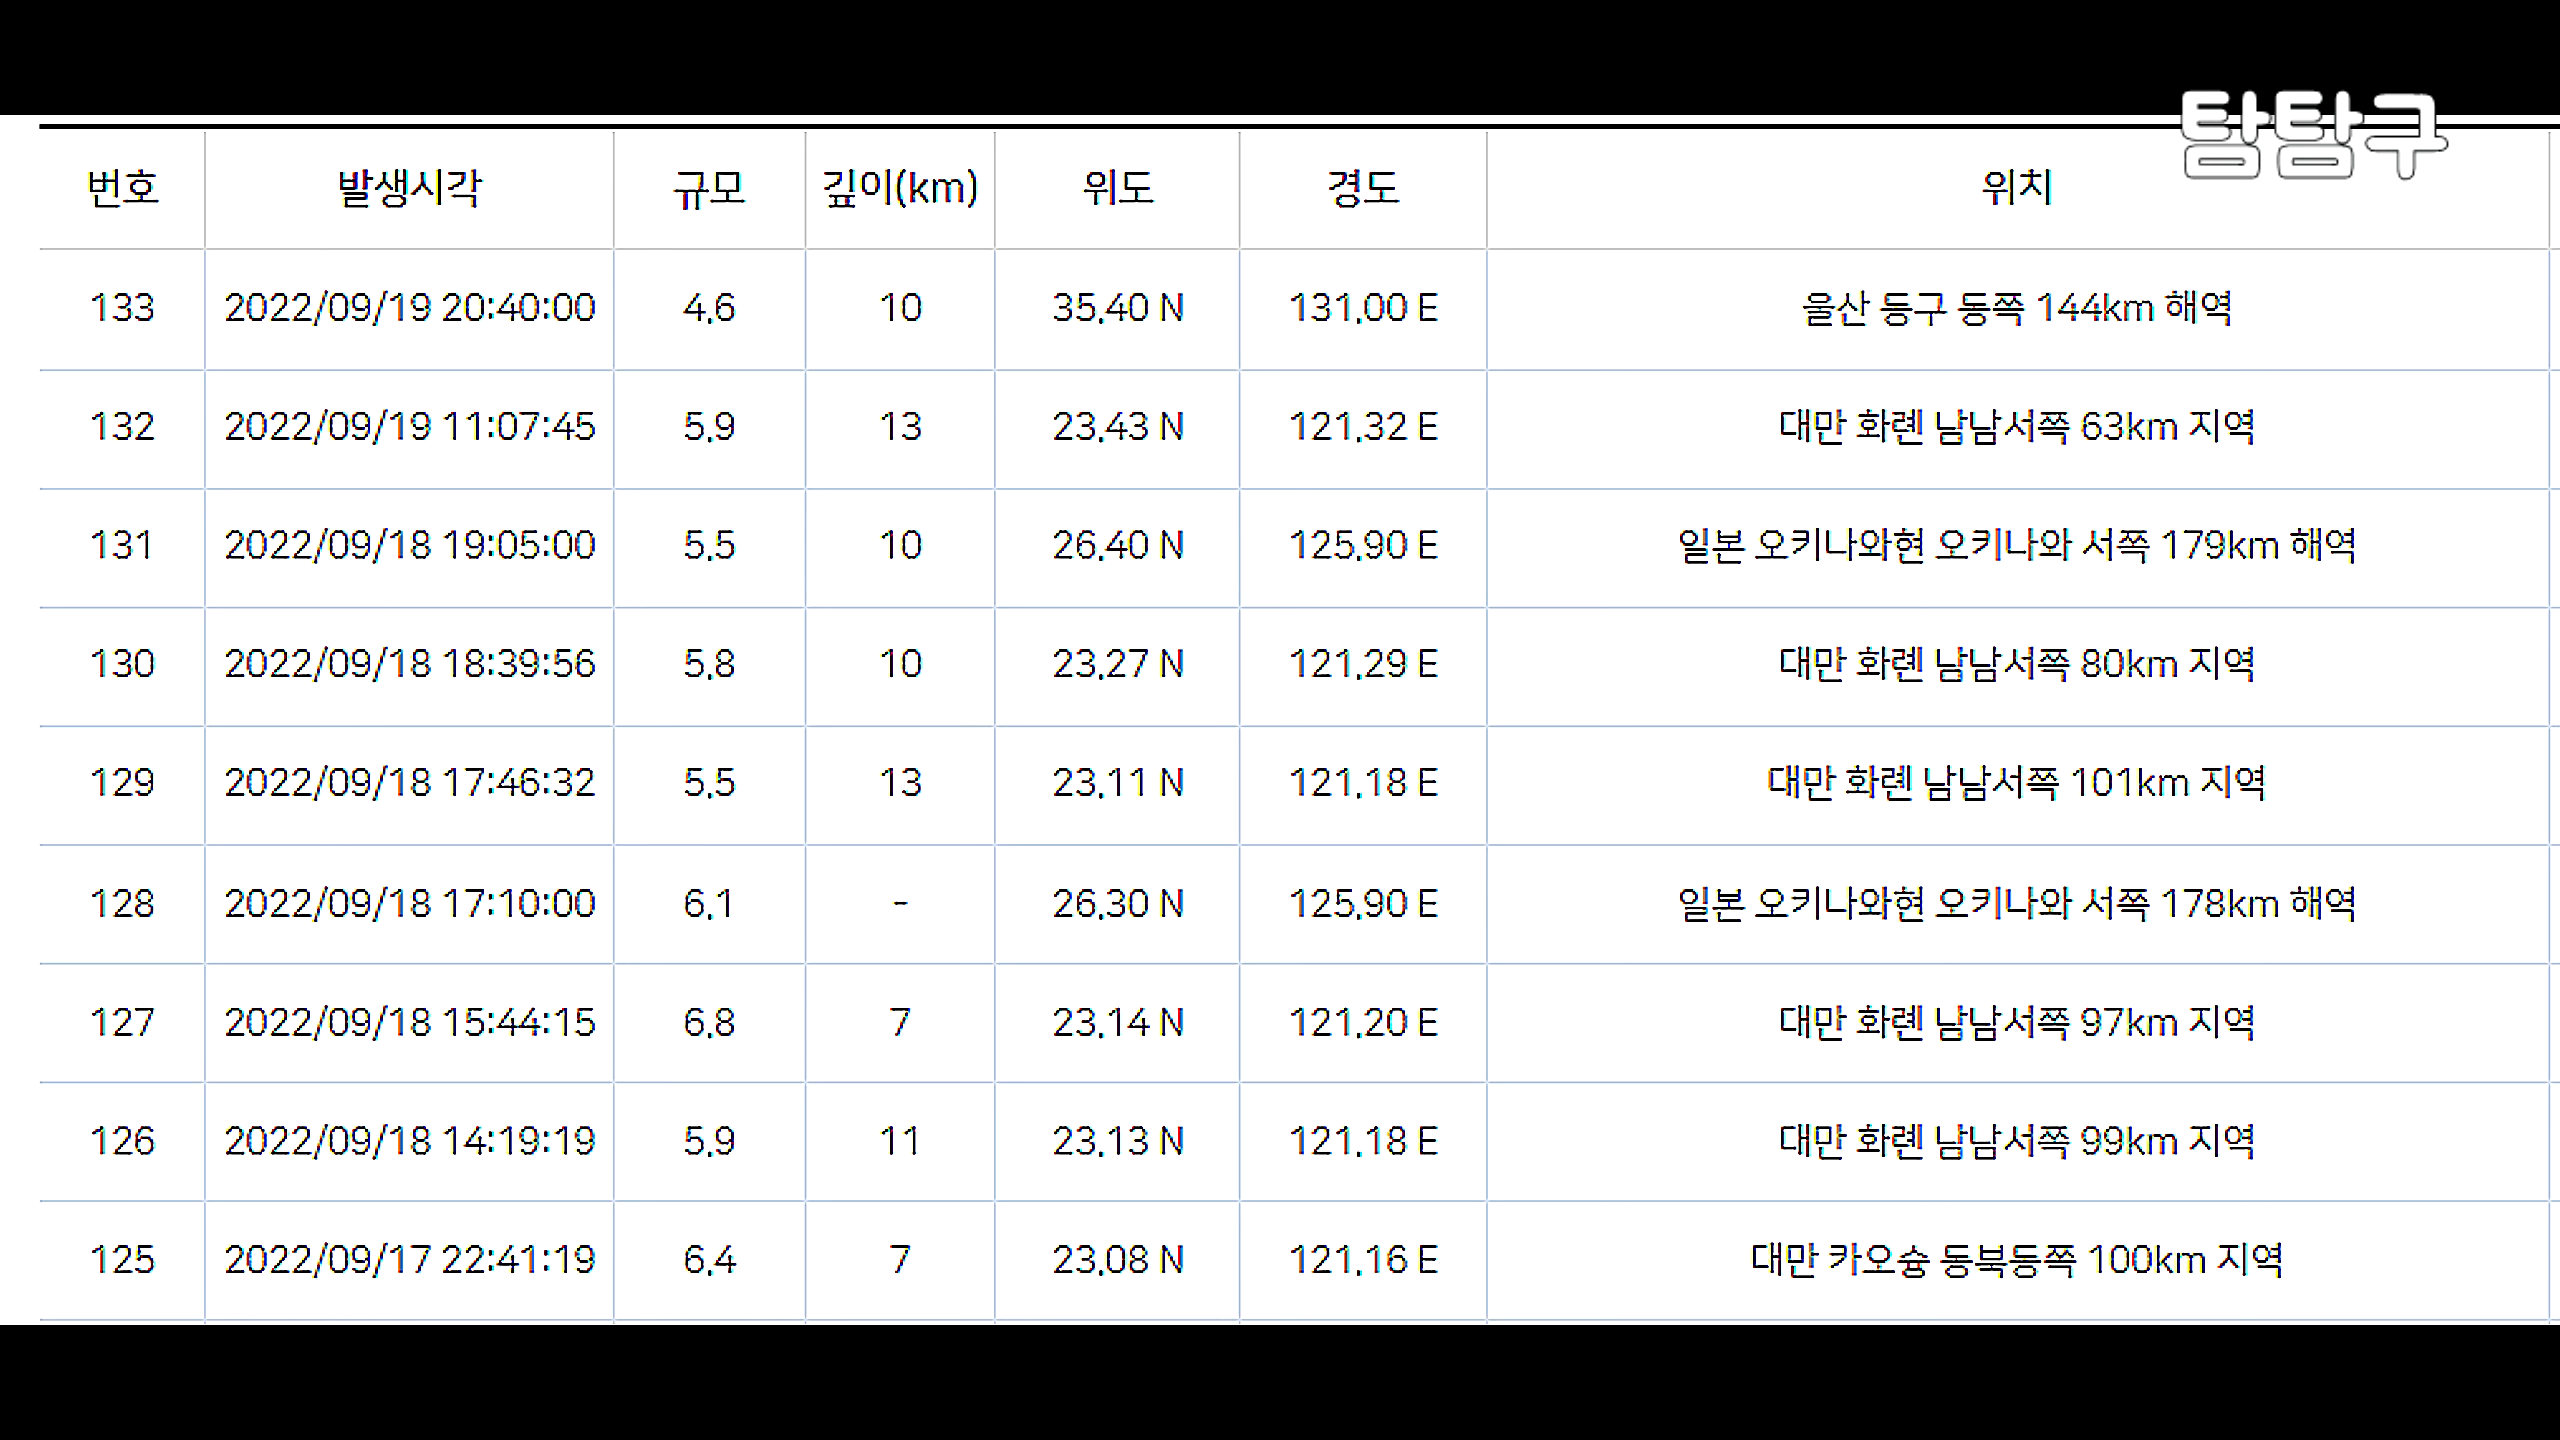 탐탐구
번호 발생시각 규모 깊이(km) 위도 경도 위치
133 2022/09/19 20:40:00 4.6 10 35.40 N 131.00 E 울산 동구 동쪽 144km 해역
132 2022/09/19 11:07:45 5.9 13 23.43 N 121.32 E 대만 화롄 남남서쪽 63km 지역
131 2022/09/18 19:05:00 5.5 10 26.40 N 125.90 E 일본 오키나와현 오키나와 서쪽 179km 해역
130 2022/09/18 18:39:56 5.8 10 23.27 N 121.29 E 대만 화롄 남남서쪽 80km 지역
129 2022/09/18 17:46:32 5.5 13 23.11 N 121.18 E 대만 화롄 남남서쪽 101km 지역
128 2022/09/18 17:10:00 6.1 - 26.30 N 125.90 E 일본 오키나와현 오키나와 서쪽 178km 해역
127 2022/09/18 15:44:15 6.8 7 23.14 N 121.20 E 대만 화롄 남남서쪽 97km 지역
126 2022/09/18 14:19:19 5.9 11 23.13 N 121.18 E 대만 화롄 남남서쪽 99km 지역
125 2022/09/17 22:41:19 6.4 7 23.08 N 121.16 E 대만 카오슝 동북동쪽 100km 지역